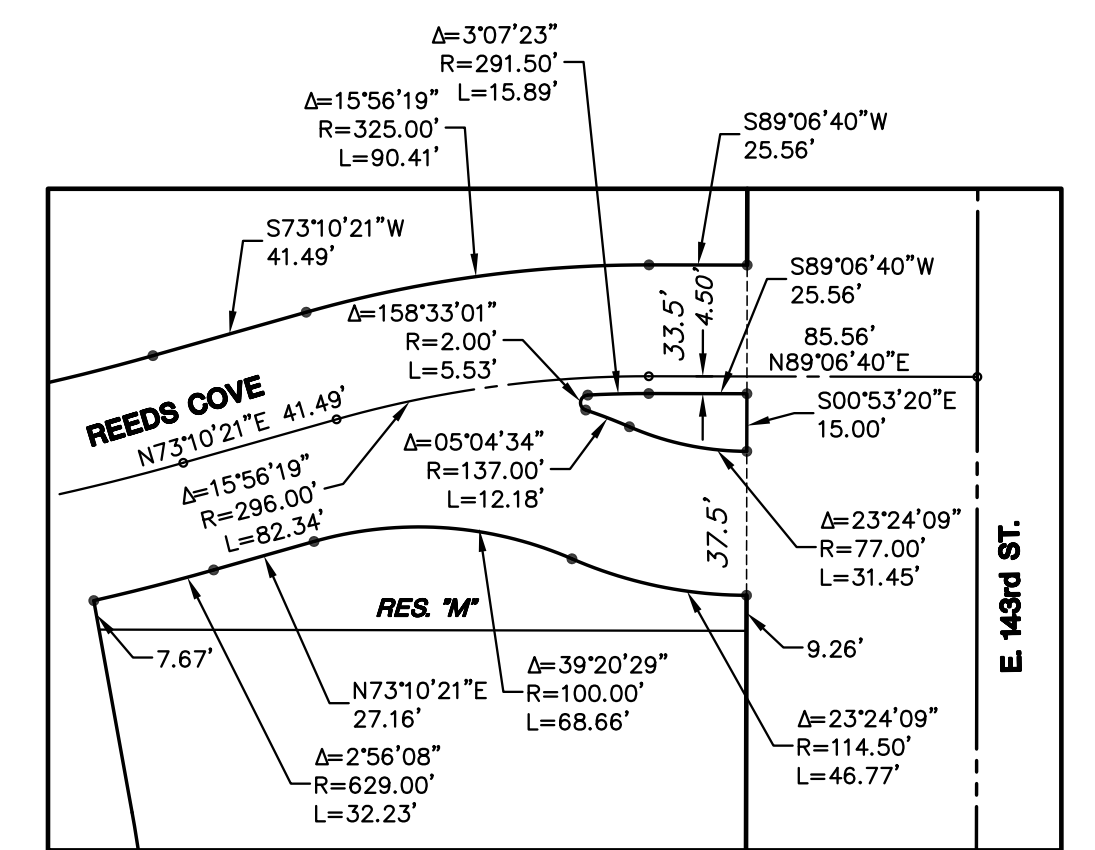 Δ=3°07'23"
R=291.50'
L=15.89'
Δ=15°56'19"
R=325.00'
L=90.41'
S89°06'40"W
25.56'
S73°10'21"W
41.49'
S89°06'40"W
25.56'
Δ=158°33'01"
R=2.00'
L=5.53'
33.5'
4.50'
85.56'
N89°06'40"E
REEDS COVE
N73°10'21"E 41.49'
S00°53'20"E
15.00'
Δ=05°04'34"
R=137.00'
L=12.18'
Δ=15°56'19"
R=296.00'
L=82.34'
37.5'
Δ=23°24'09"
R=77.00'
L=31.45'
E. 143rd ST.
RES. "M"
7.67'
9.26'
N73°10'21"E
27.16'
Δ=39°20'29"
R=100.00'
L=68.66'
Δ=23°24'09"
R=114.50'
L=46.77'
Δ=2°56'08"
R=629.00'
L=32.23'